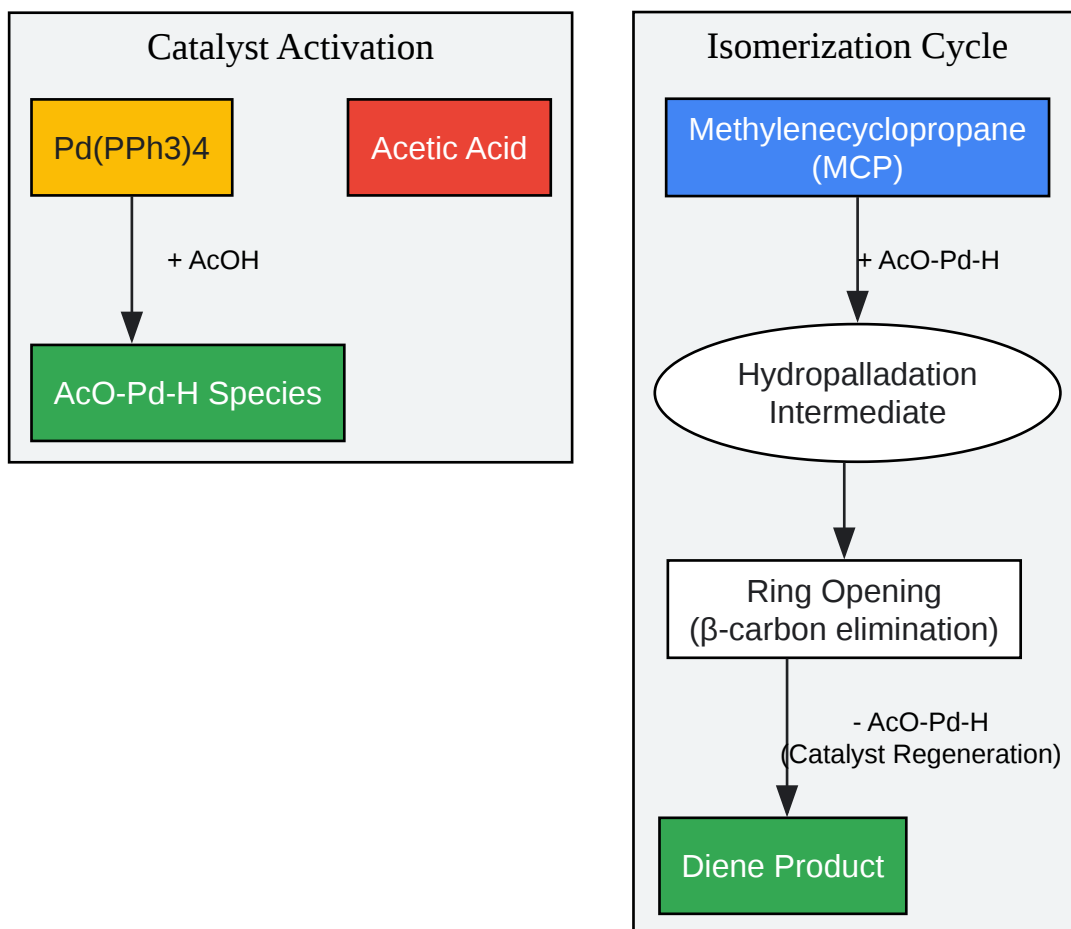 Catalyst Activation
Pd(PPh3)4
Acetic Acid
+ AcOH
AcO-Pd-H Species
Isomerization Cycle
Methylenecyclopropane
(MCP)
+ AcO-Pd-H
Hydropalladation
Intermediate
Ring Opening
(β-carbon elimination)
- AcO-Pd-H
(Catalyst Regeneration)
Diene Product